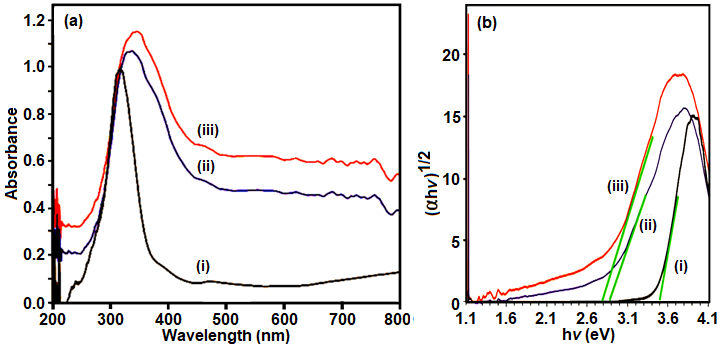 (a)
1.2
1.0
0.8
0.6
0.4
0.2
0.0
Absorbance
(iii)
(ii)
(i)
200 300 400 500 600 700 800
Wavelength (nm)
(b)
20
15
10
5
0
(αhν)1/2
(iii)
(ii)
(i)
1.1 1.6 2.1 2.6 3.1 3.6 4.1
hν (eV)